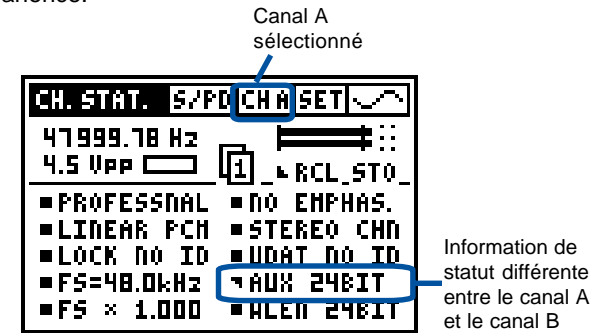 Canal A
sélectionné
CH. STAT. S/PD CH A SET
47999.78 Hz
4.5 Vpp
1
RCL_STO_
PROFESSNAL
NO EMPHAS.
LINEAR PCM
STEREO CHN
LOCK NO ID
UDAT NO ID
FS=48.0kHz
AUX 24BIT
FS × 1.000
WLEN 24BIT
Information de
statut différente
entre le canal A
et le canal B